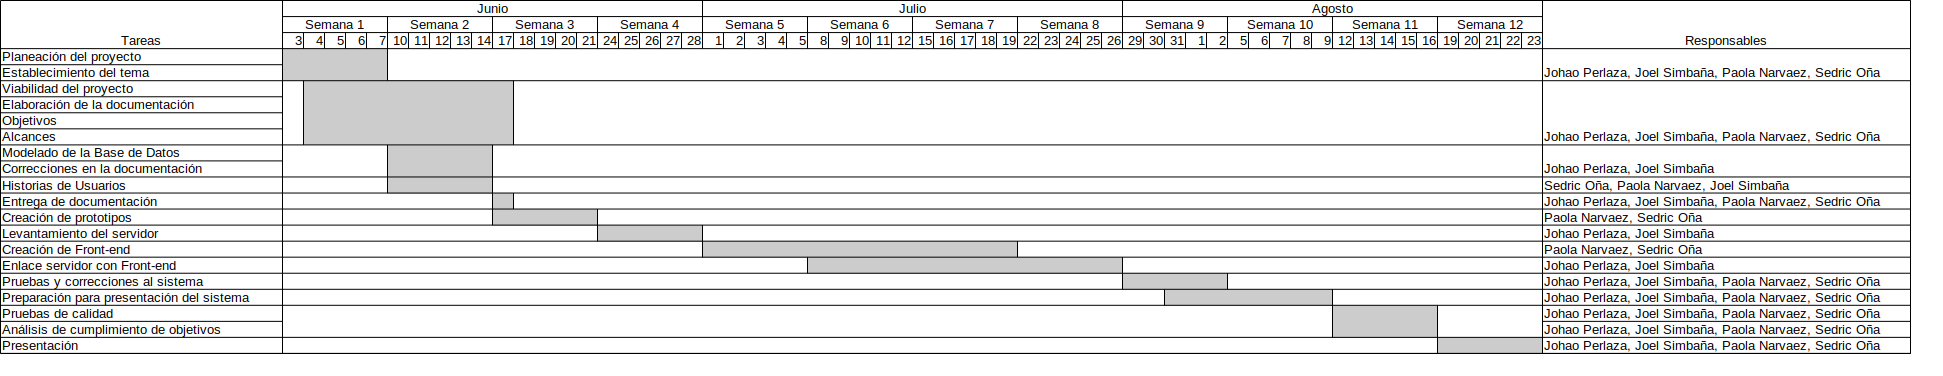 Junio Julio Agosto
Semana 1 Semana 2 Semana 3 Semana 4 Semana 5 Semana 6 Semana 7 Semana 8 Semana 9 Semana 10 Semana 11 Semana 12
Tareas 3 4 5 6 7 10 11 12 13 14 17 18 19 20 21 24 25 26 27 28 1 2 3 4 5 8 9 10 11 12 15 16 17 18 19 22 23 24 25 26 29 30 31 1 2 5 6 7 8 9 12 13 14 15 16 19 20 21 22 23 Responsables
Planeación del proyecto
Establecimiento del tema Johao Perlaza, Joel Simbaña, Paola Narvaez, Sedric Oña
Viabilidad del proyecto
Elaboración de la documentación
Objetivos
Alcances Johao Perlaza, Joel Simbaña, Paola Narvaez, Sedric Oña
Modelado de la Base de Datos
Correcciones en la documentación Johao Perlaza, Joel Simbaña
Historias de Usuarios Sedric Oña, Paola Narvaez, Joel Simbaña
Entrega de documentación Johao Perlaza, Joel Simbaña, Paola Narvaez, Sedric Oña
Creación de prototipos Paola Narvaez, Sedric Oña
Levantamiento del servidor Johao Perlaza, Joel Simbaña
Creación de Front-end Paola Narvaez, Sedric Oña
Enlace servidor con Front-end Johao Perlaza, Joel Simbaña
Pruebas y correcciones al sistema Johao Perlaza, Joel Simbaña, Paola Narvaez, Sedric Oña
Preparación para presentación del sistema Johao Perlaza, Joel Simbaña, Paola Narvaez, Sedric Oña
Pruebas de calidad Johao Perlaza, Joel Simbaña, Paola Narvaez, Sedric Oña
Análisis de cumplimiento de objetivos Johao Perlaza, Joel Simbaña, Paola Narvaez, Sedric Oña
Presentación Johao Perlaza, Joel Simbaña, Paola Narvaez, Sedric Oña